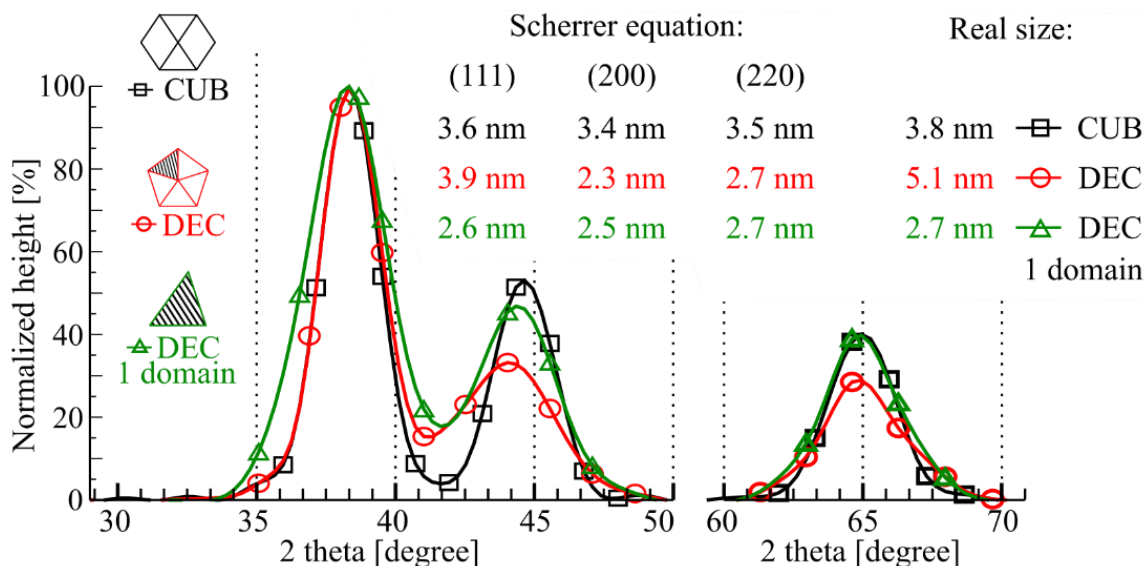 Scherrer equation: Real size:
(111) (200) (220)
3.6 nm 3.4 nm 3.5 nm 3.8 nm CUB
3.9 nm 2.3 nm 2.7 nm 5.1 nm DEC
2.6 nm 2.5 nm 2.7 nm 2.7 nm DEC
1 domain
CUB
DEC
DEC
1 domain
Normalized height [%]
100
80
60
40
20
0
30 35 40 45 50 60 65 70
2 theta [degree] 2 theta [degree]